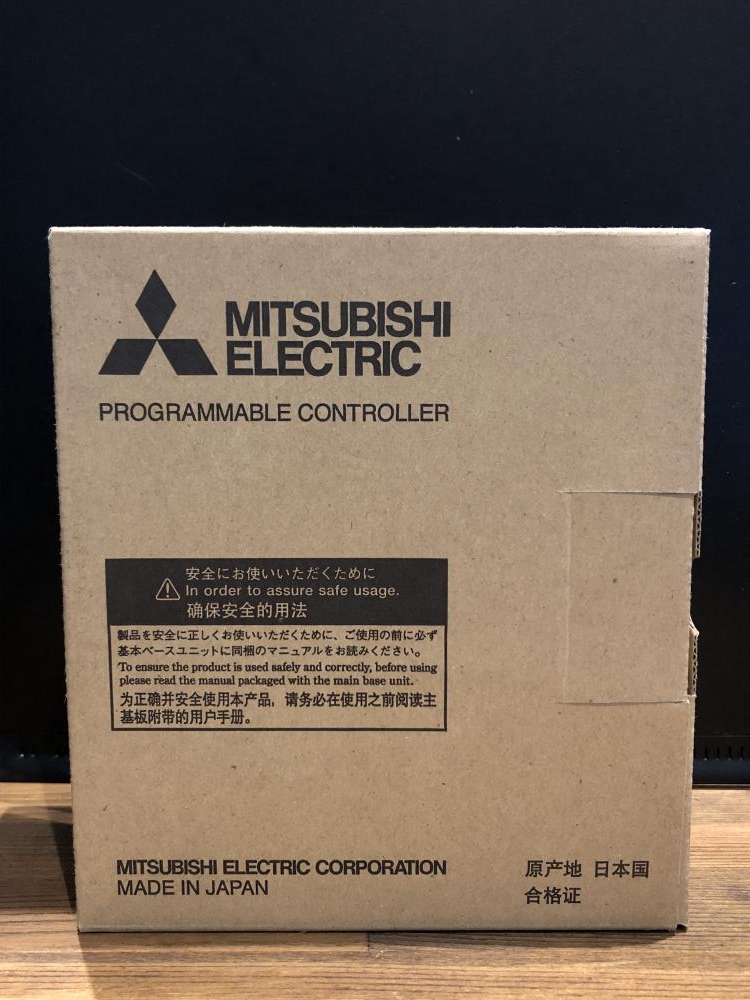 MITSUBISHI
ELECTRIC
PROGRAMMABLE CONTROLLER
安全にお使いいただくために
In order to assure safe usage.
确保安全的用法
製品を安全に正しくお使いいただくために、ご使用の前に必ず
基本ベースユニットに同梱のマニュアルをお読みください。
To ensure the product is used safely and correctly, before using
please read the manual packaged with the main base unit.
为正确并安全使用本产品，请务必在使用之前阅读主
基板附带的用户手册。
MITSUBISHI ELECTRIC CORPORATION
MADE IN JAPAN
原产地 日本国
合格证